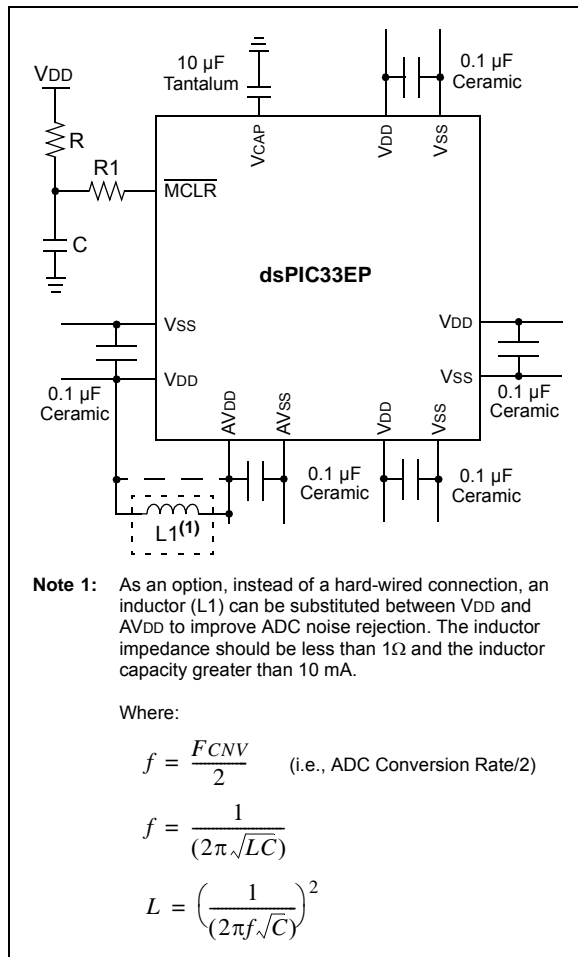 10 µF
Tantalum
0.1 µF
Ceramic
VDD
R
R1
C
VCAP
VDD
VSS
MCLR
dsPIC33EP
VSS
VDD
VDD
VSS
0.1 µF
Ceramic
0.1 µF
Ceramic
AVDD
AVSS
VDD
VSS
0.1 µF
Ceramic
0.1 µF
Ceramic
L1(1)
Note 1: As an option, instead of a hard-wired connection, an
inductor (L1) can be substituted between VDD and
AVDD to improve ADC noise rejection. The inductor
impedance should be less than 1Ω and the inductor
capacity greater than 10 mA.
Where:
f = FCNV / 2 (i.e., ADC Conversion Rate/2)
f = 1 / (2π√LC)
L = (1 / (2πf√C))²